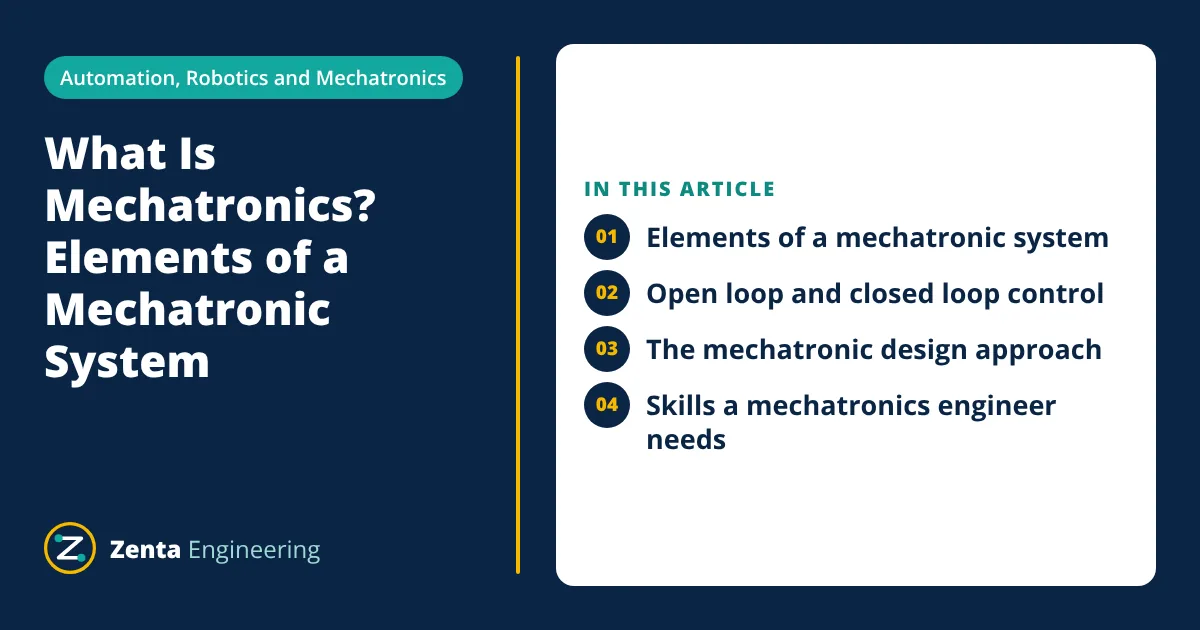 Automation, Robotics and Mechatronics
What Is
Mechatronics?
Elements of a
Mechatronic
System
Zenta Engineering
IN THIS ARTICLE
01 Elements of a mechatronic system
02 Open loop and closed loop control
03 The mechatronic design approach
04 Skills a mechatronics engineer
needs